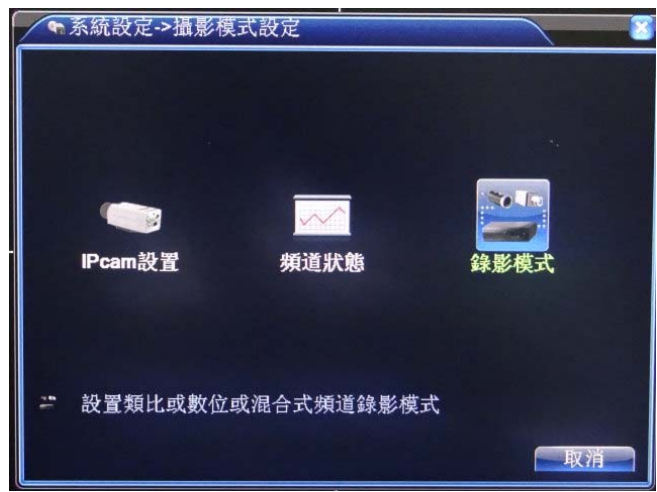 系統設定->攝影模式設定
IPcam設置
頻道狀態
錄影模式
設置類比或數位或混合式頻道錄影模式
取消